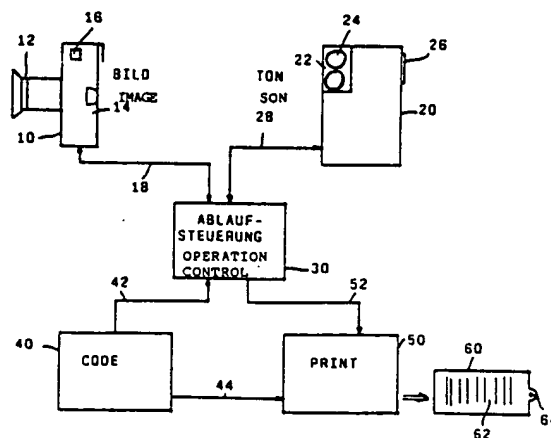 16
12
BILD
IMAGE
14
10
18
24
22
26
TON
SON
28
20
ABLAUF-
STEUERUNG
OPERATION
CONTROL
30
42
52
40
CODE
44
PRINT
50
60
62